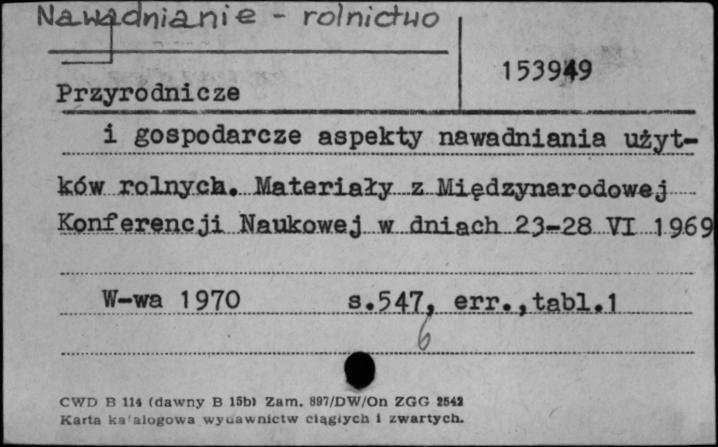 Nawadnianie - rolnictwo
153949
Przyrodnicze
i gospodarcze aspekty nawadniania użyt-
ków rolnych. Materiały z Międzynarodowej
Konferencji Naukowej w dniach 23-28 VI 1969
W-wa 1970 s.547, err.,tabl.1
6
CWD B 114 (dawny B 15b) Zam. 897/DW/On ZGG 2542
Karta katalogowa wydawnictw ciągłych i zwartych.